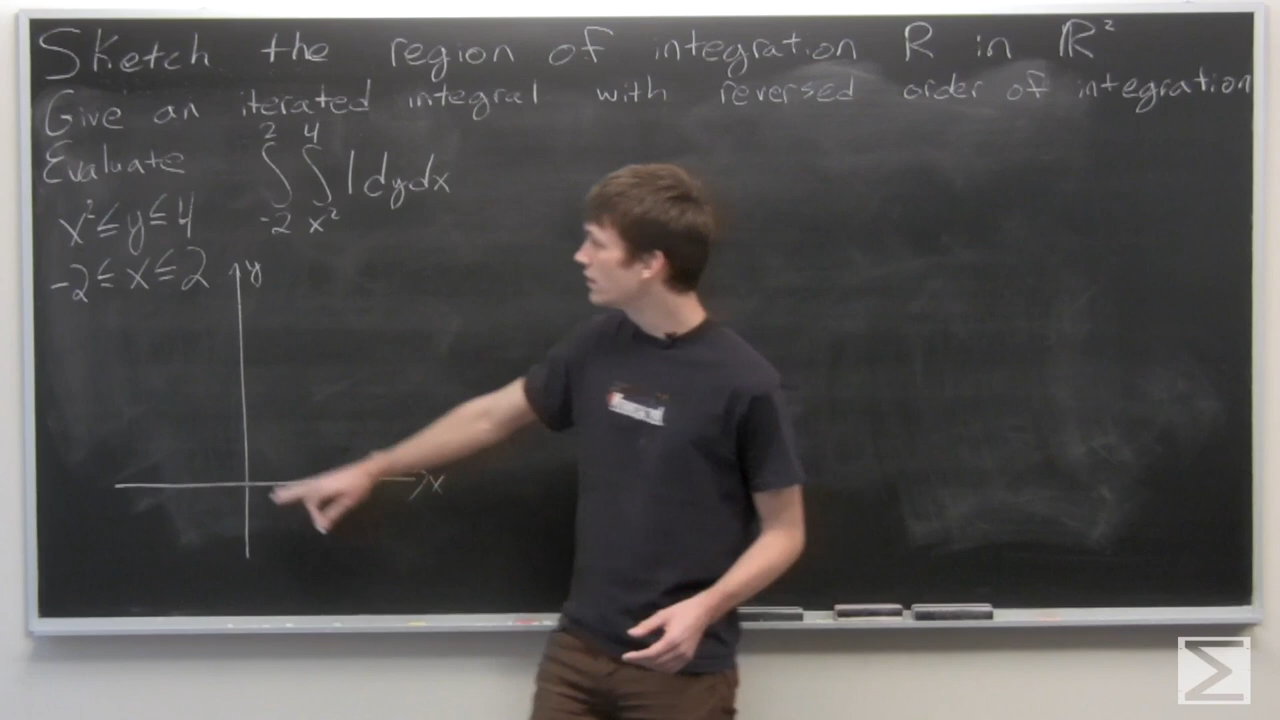 Sketch the region of integration R in ℝ²
Give an iterated integral with reversed order of integration
Evaluate ∫_{-2}^{2} ∫_{x²}^{4} 1 dy dx
x² ≤ y ≤ 4
-2 ≤ x ≤ 2
y
x
Σ